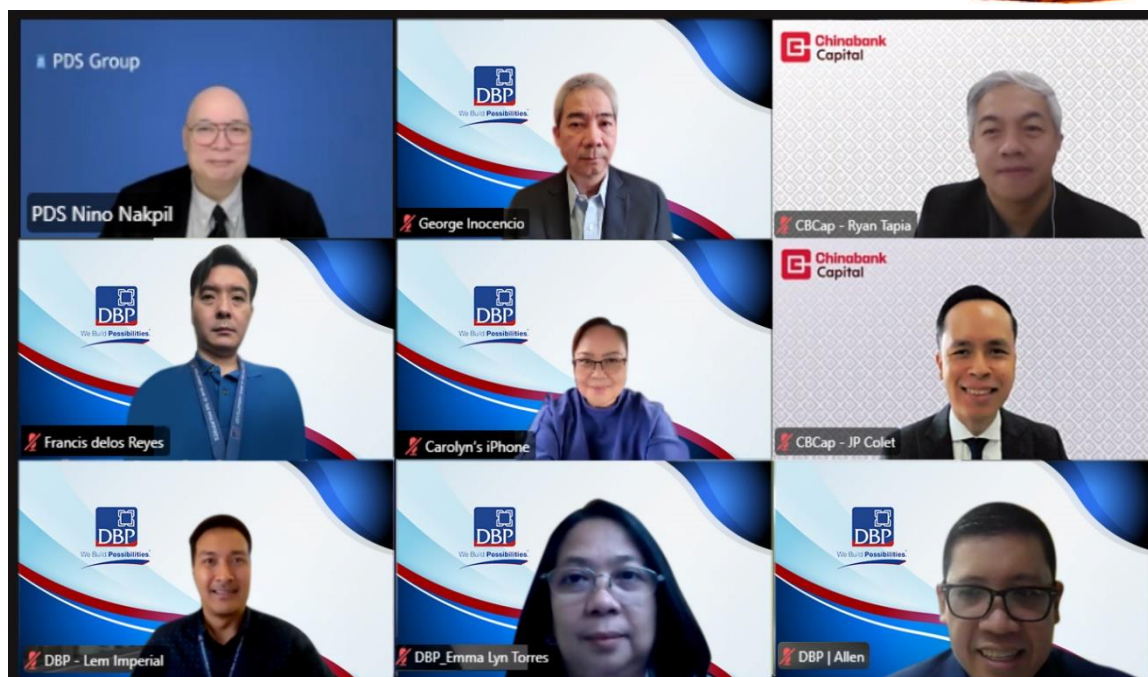 PDS Group
PDS Nino Nakpil
DBP
We Build Possibilities
George Inocencio
Chinabank
Capital
CBCap - Ryan Tapia
DBP
We Build Possibilities
Francis delos Reyes
DBP
We Build Possibilities
Carolyn's iPhone
Chinabank
Capital
CBCap - JP Colet
DBP
We Build Possibilities
DBP - Lem Imperial
DBP
We Build Possibilities
DBP_Emma Lyn Torres
DBP
We Build Possibilities
DBP | Allen